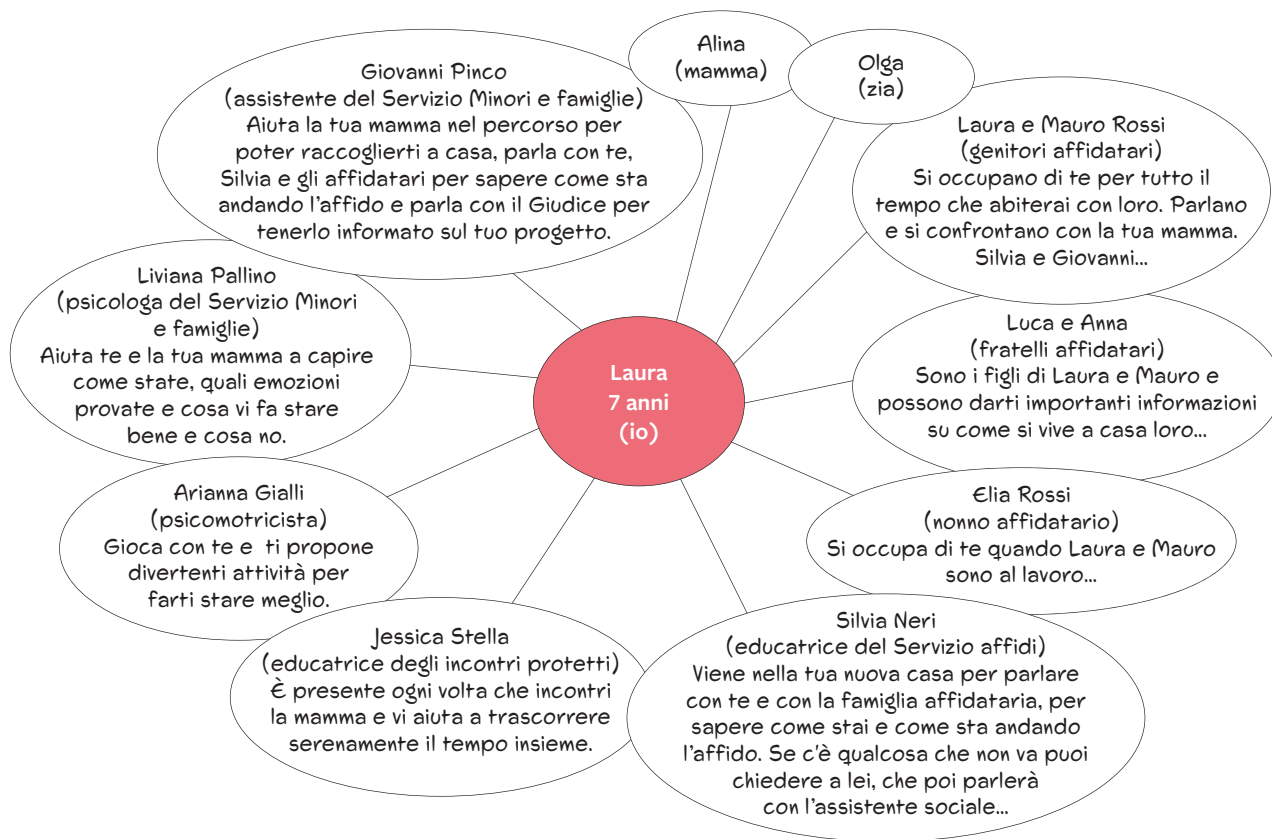 Alina
(mamma)
Olga
(zia)
Giovanni Pinco
(assistente del Servizio Minori e famiglie)
Aiuta la tua mamma nel percorso per
poter raccoglierti a casa, parla con te,
Silvia e gli affidatari per sapere come sta
andando l'affido e parla con il Giudice per
tenerlo informato sul tuo progetto.
Laura e Mauro Rossi
(genitori affidatari)
Si occupano di te per tutto il
tempo che abiterai con loro. Parlano
e si confrontano con la tua mamma.
Silvia e Giovanni...
Liviana Pallino
(psicologa del Servizio Minori
e famiglie)
Aiuta te e la tua mamma a capire
come state, quali emozioni
provate e cosa vi fa stare
bene e cosa no.
Laura
7 anni
(io)
Luca e Anna
(fratelli affidatari)
Sono i figli di Laura e Mauro e
possono darti importanti informazioni
su come si vive a casa loro...
Arianna Gialli
(psicomotricista)
Gioca con te e ti propone
divertenti attività per
farti stare meglio.
Elia Rossi
(nonno affidatario)
Si occupa di te quando Laura e Mauro
sono al lavoro...
Jessica Stella
(educatrice degli incontri protetti)
È presente ogni volta che incontri
la mamma e vi aiuta a trascorrere
serenamente il tempo insieme.
Silvia Neri
(educatrice del Servizio affidi)
Viene nella tua nuova casa per parlare
con te e con la famiglia affidataria, per
sapere come stai e come sta andando
l'affido. Se c'è qualcosa che non va puoi
chiedere a lei, che poi parlerà
con l'assistente sociale...